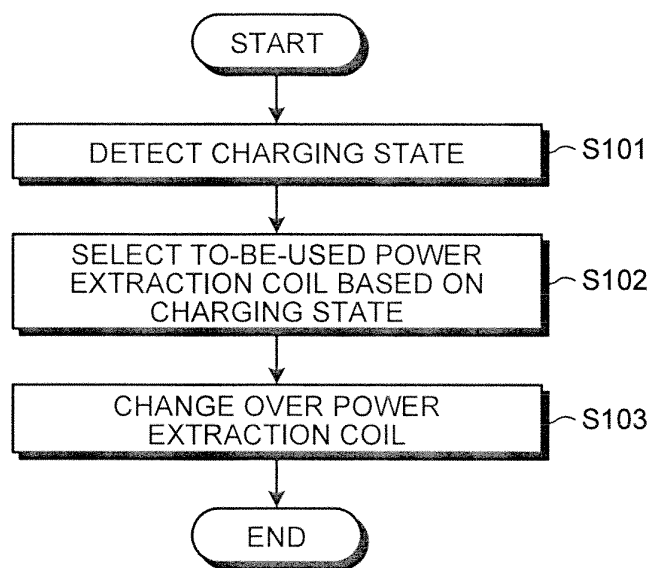 START
DETECT CHARGING STATE
S101
SELECT TO-BE-USED POWER
EXTRACTION COIL BASED ON
CHARGING STATE
S102
CHANGE OVER POWER
EXTRACTION COIL
S103
END